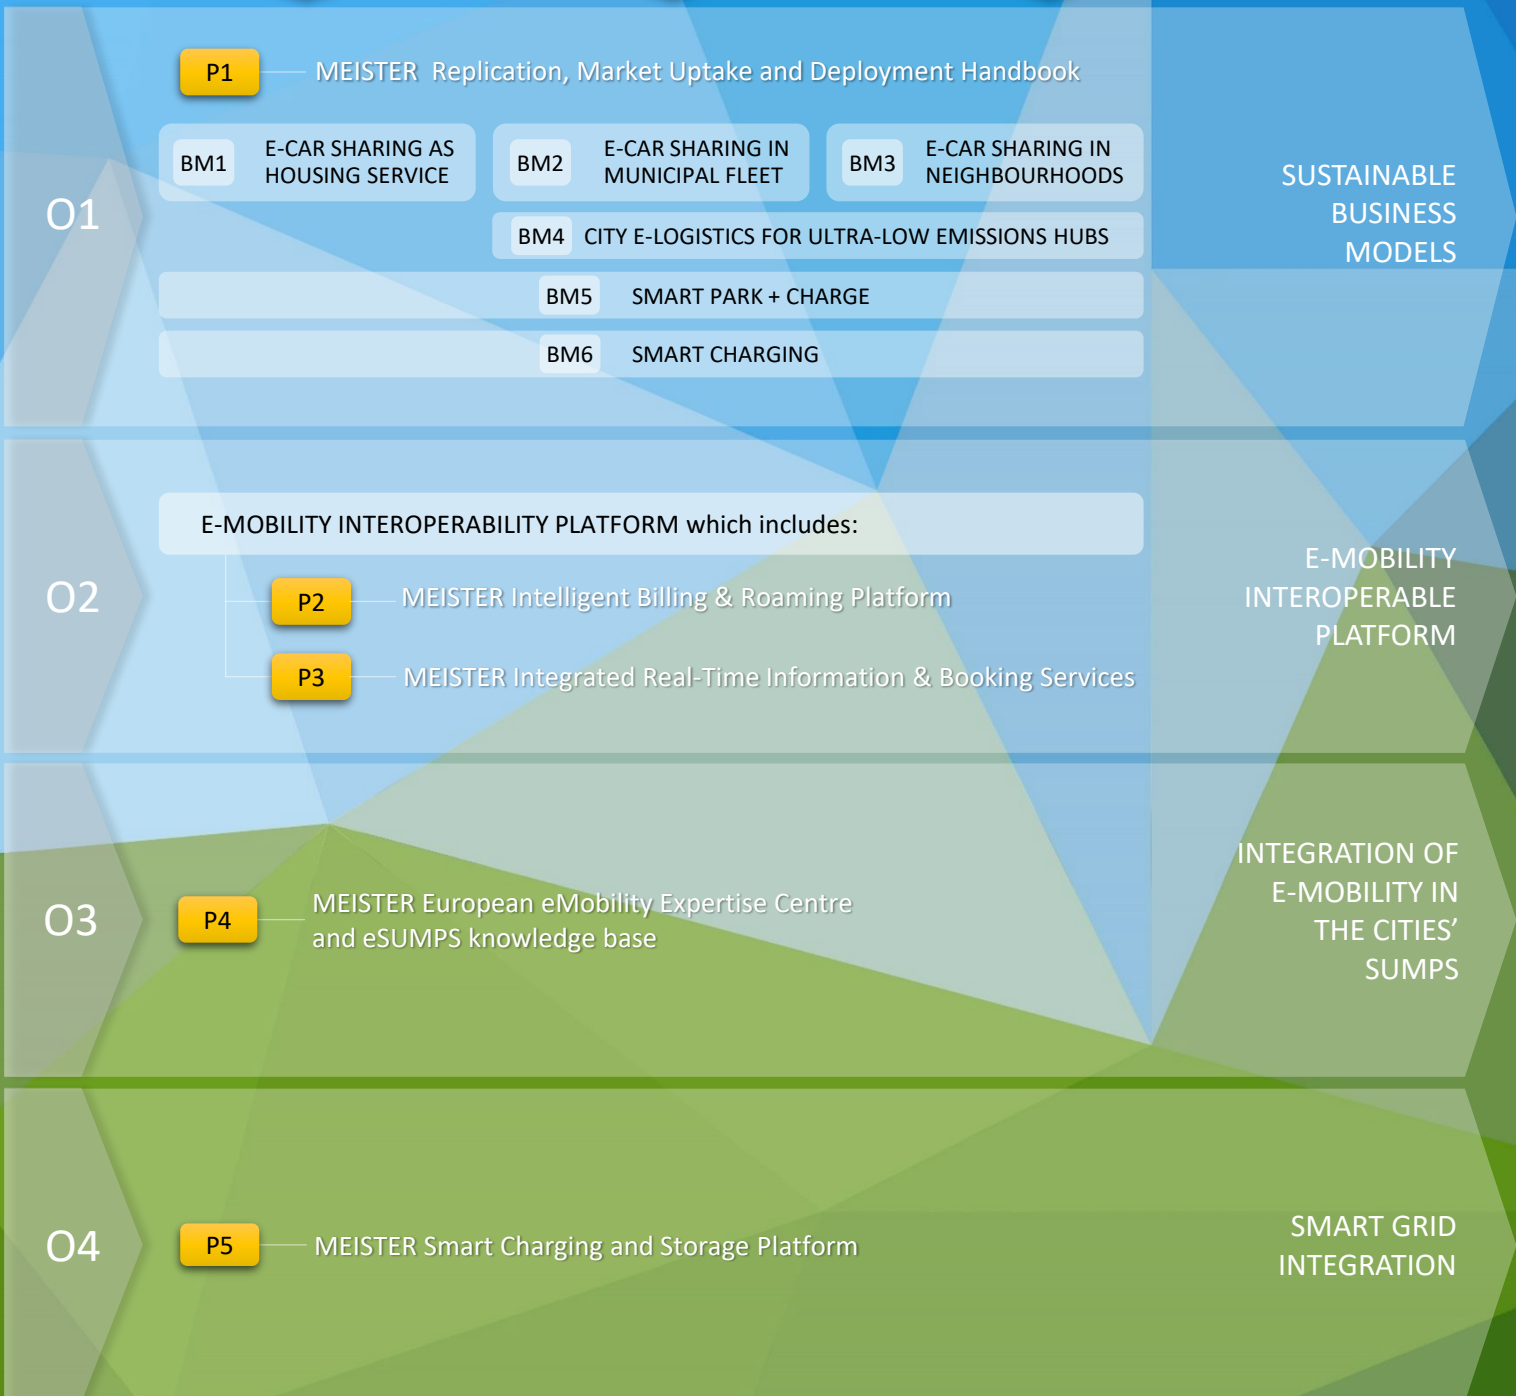 O1
P1 MEISTER Replication, Market Uptake and Deployment Handbook
BM1 E-CAR SHARING AS
HOUSING SERVICE
BM2 E-CAR SHARING IN
MUNICIPAL FLEET
BM3 E-CAR SHARING IN
NEIGHBOURHOODS
BM4 CITY E-LOGISTICS FOR ULTRA-LOW EMISSIONS HUBS
BM5 SMART PARK + CHARGE
BM6 SMART CHARGING
SUSTAINABLE
BUSINESS
MODELS
O2
E-MOBILITY INTEROPERABILITY PLATFORM which includes:
P2 MEISTER Intelligent Billing & Roaming Platform
P3 MEISTER Integrated Real-Time Information & Booking Services
E-MOBILITY
INTEROPERABLE
PLATFORM
O3
P4 MEISTER European eMobility Expertise Centre
and eSUMPS knowledge base
INTEGRATION OF
E-MOBILITY IN
THE CITIES’
SUMPS
O4
P5 MEISTER Smart Charging and Storage Platform
SMART GRID
INTEGRATION